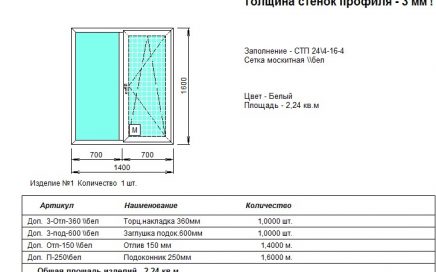 толщина стенок профиля - 3 мм !
Заполнение - СТП 24\4-16-4
Сетка москитная \\бел
Цвет - Белый
Площадь - 2,24 кв.м
1600
М
700 700
1400
Изделие №1 Количество 1 шт.
Артикул Наименование Количество
Доп. 3-Отп-360 \\бел Торц.накладка 360мм 1,0000 шт.
Доп. 3-под-600 \\бел Заглушка подок.600мм 1,0000 шт.
Доп. Отп-150 \\бел Отлив 150 мм 1,4000 м.
Доп. П-250\бел Подоконник 250мм 1,6000 м.
Общая площадь изделий 2,24 кв.м